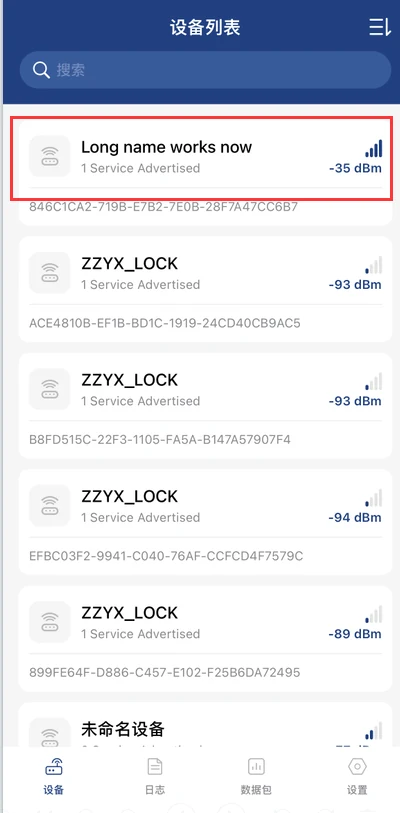 设备列表
搜索
Long name works now
1 Service Advertised
-35 dBm
846C1CA2-719B-E7B2-7E0B-28F7A47CC6B7
ZZYX_LOCK
1 Service Advertised
-93 dBm
ACE4810B-EF1B-BD1C-1919-24CD40CB9AC5
ZZYX_LOCK
1 Service Advertised
-93 dBm
B8FD515C-22F3-1105-FA5A-B147A57907F4
ZZYX_LOCK
1 Service Advertised
-94 dBm
EFBC03F2-9941-C040-76AF-CCFCD4F7579C
ZZYX_LOCK
1 Service Advertised
-89 dBm
899FE64F-D886-C457-E102-F25B6DA72495
未命名设备
设备
日志
数据包
设置